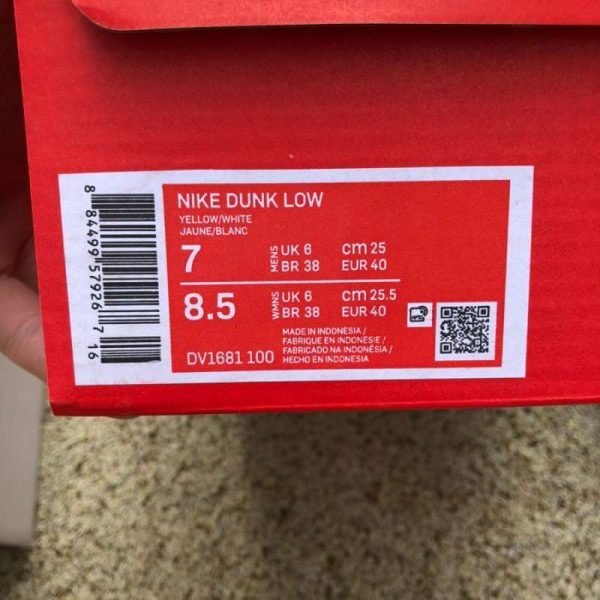 8 84499 57926 7 16
NIKE DUNK LOW
YELLOW/WHITE
JAUNE/BLANC
7 MENS UK 6 cm 25
BR 38 EUR 40
8.5 WMNS UK 6 cm 25.5
BR 38 EUR 40
MADE IN INDONESIA /
FABRIQUE EN INDONESIE /
FABRICADO NA INDONÉSIA /
DV1681 100 HECHO EN INDONESIA